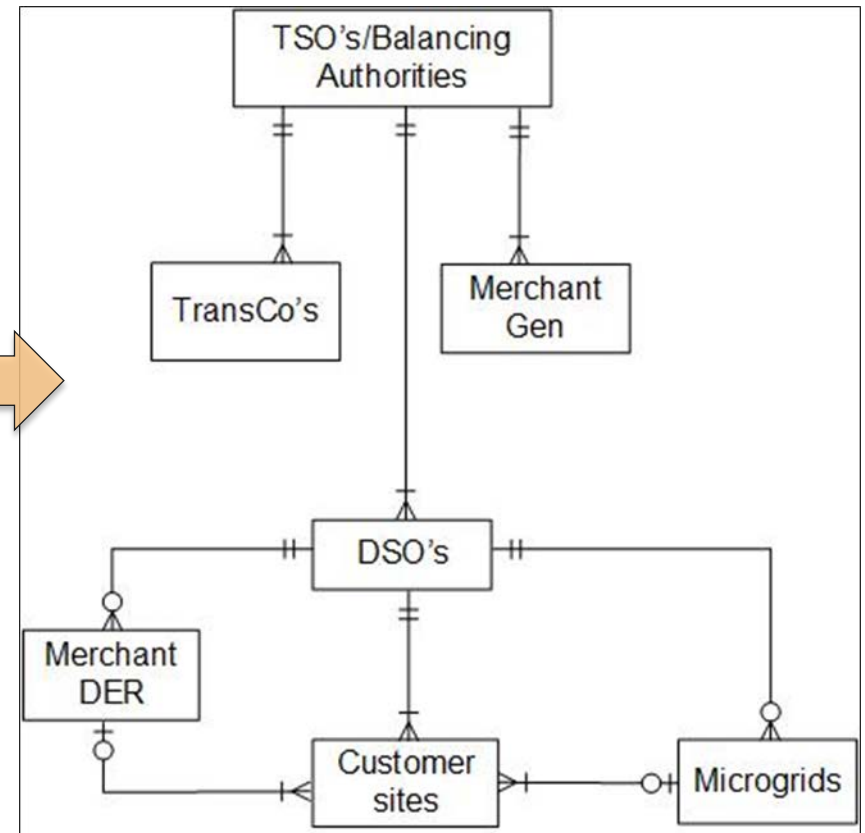 TSO's/Balancing
Authorities
TransCo's
Merchant
Gen
DSO's
Merchant
DER
Customer
sites
Microgrids